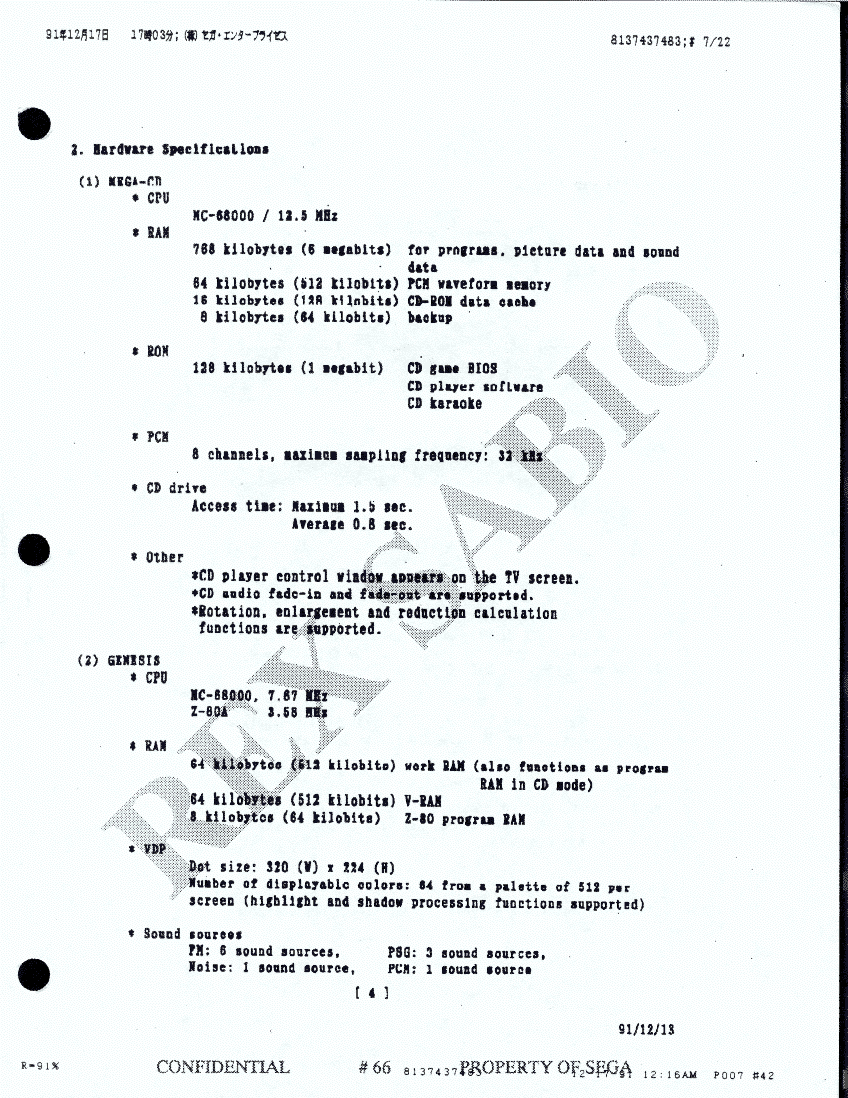 91年12月17日 17時03分; (株) セガ・エンタープライゼス 8137437483;# 7/22
2. Hardware Specifications
(1) MEGA-CD
* CPU
MC-68000 / 12.5 MHz
* RAM
768 kilobytes (6 megabits) for programs, picture data and sound
data
64 kilobytes (512 kilobits) PCM waveform memory
16 kilobytes (128 kilobits) CD-ROM data cache
8 kilobytes (64 kilobits) backup
* ROM
128 kilobytes (1 megabit) CD game BIOS
CD player software
CD karaoke
* PCM
8 channels, maximum sampling frequency: 32 kHz
* CD drive
Access time: Maximum 1.5 sec.
Average 0.8 sec.
* Other
*CD player control window appears on the TV screen.
*CD audio fade-in and fade-out are supported.
*Rotation, enlargement and reduction calculation
functions are supported.
(2) GENESIS
* CPU
MC-68000, 7.67 MHz
Z-80A 3.58 MHz
* RAM
64 kilobytes (512 kilobits) work RAM (also functions as program
RAM in CD mode)
64 kilobytes (512 kilobits) V-RAM
8 kilobytes (64 kilobits) Z-80 program RAM
* VDP
Dot size: 320 (W) x 224 (H)
Number of displayable colors: 64 from a palette of 512 per
screen (highlight and shadow processing functions supported)
* Sound sources
FM: 6 sound sources, PSG: 3 sound sources,
Noise: 1 sound source, PCM: 1 sound source
[ 4 ]
91/12/13
R=91% CONFIDENTIAL # 66 8137437483 PROPERTY OF SEGA 12-17-91 12:16AM P007 #42
REX SABIO